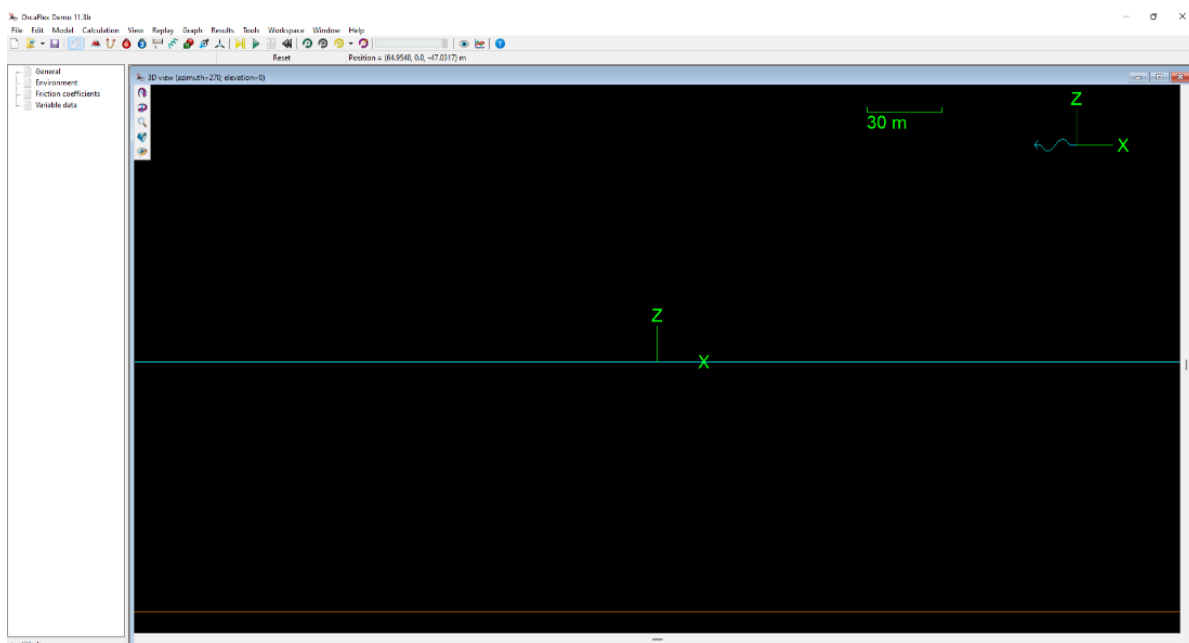 OrcaFlex Demo 11.3b
File Edit Model Calculation View Replay Graph Results Tools Workspace Window Help
Reset Position = (64.9548, 0.0, -47.0317) m
General
Environment
Friction coefficients
Variable data
3D view (azimuth=270; elevation=0)
30 m
Z
X
Z
X